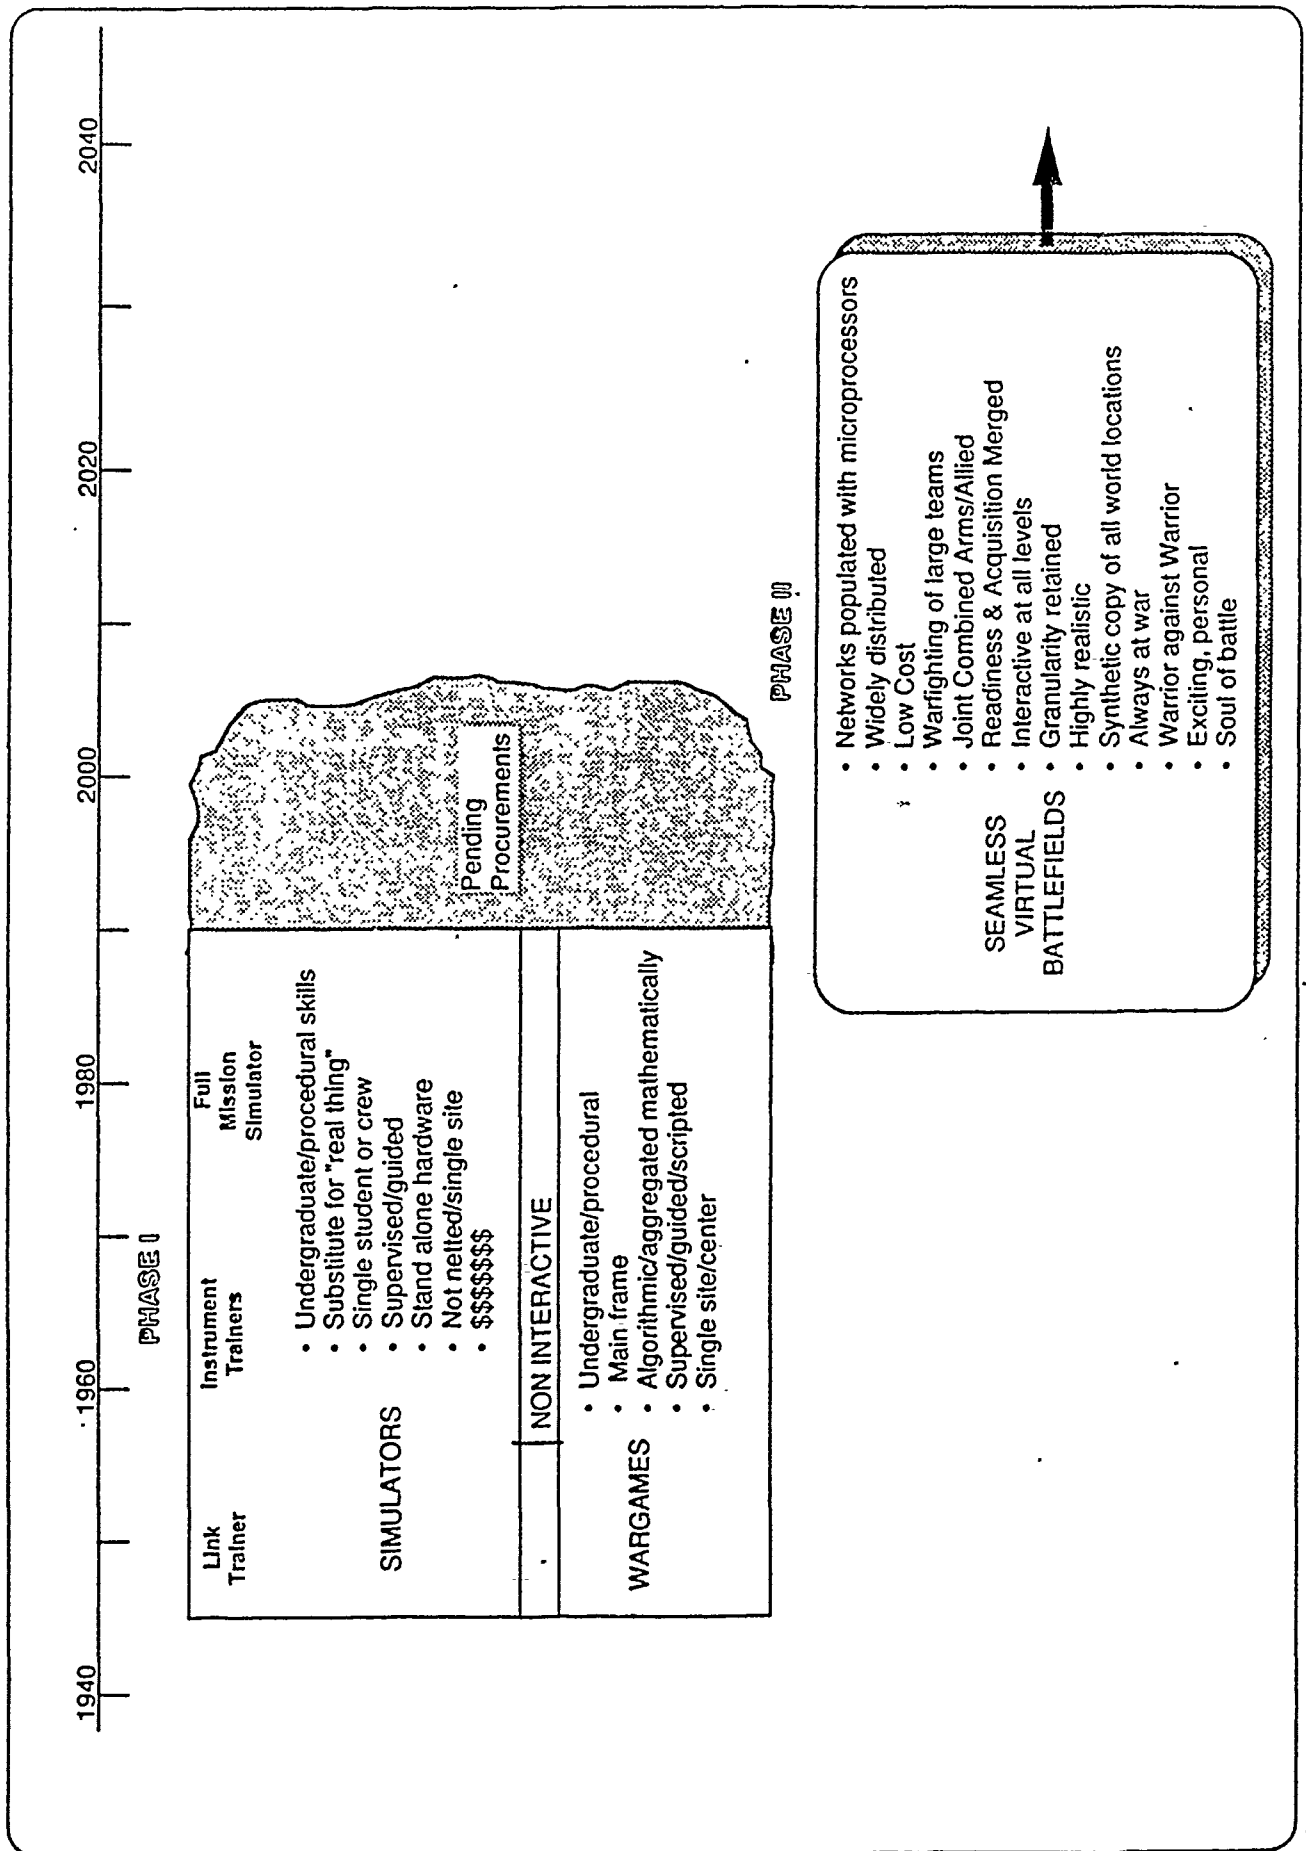 1940 1960 1980 2000 2020 2040
PHASE I
Link
Trainer
Instrument
Trainers
Full
Mission
Simulator
SIMULATORS
• Undergraduate/procedural skills
• Substitute for "real thing"
• Single student or crew
• Supervised/guided
• Stand alone hardware
• Not netted/single site
• $$$$$$$$
NON INTERACTIVE
WARGAMES
• Undergraduate/procedural
• Main frame
• Algorithmic/aggregated mathematically
• Supervised/guided/scripted
• Single site/center
Pending
Procurements
PHASE II
SEAMLESS
VIRTUAL
BATTLEFIELDS
• Networks populated with microprocessors
• Widely distributed
• Low Cost
• Warfighting of large teams
• Joint Combined Arms/Allied
• Readiness & Acquisition Merged
• Interactive at all levels
• Granularity retained
• Highly realistic
• Synthetic copy of all world locations
• Always at war
• Warrior against Warrior
• Exciting, personal
• Soul of battle